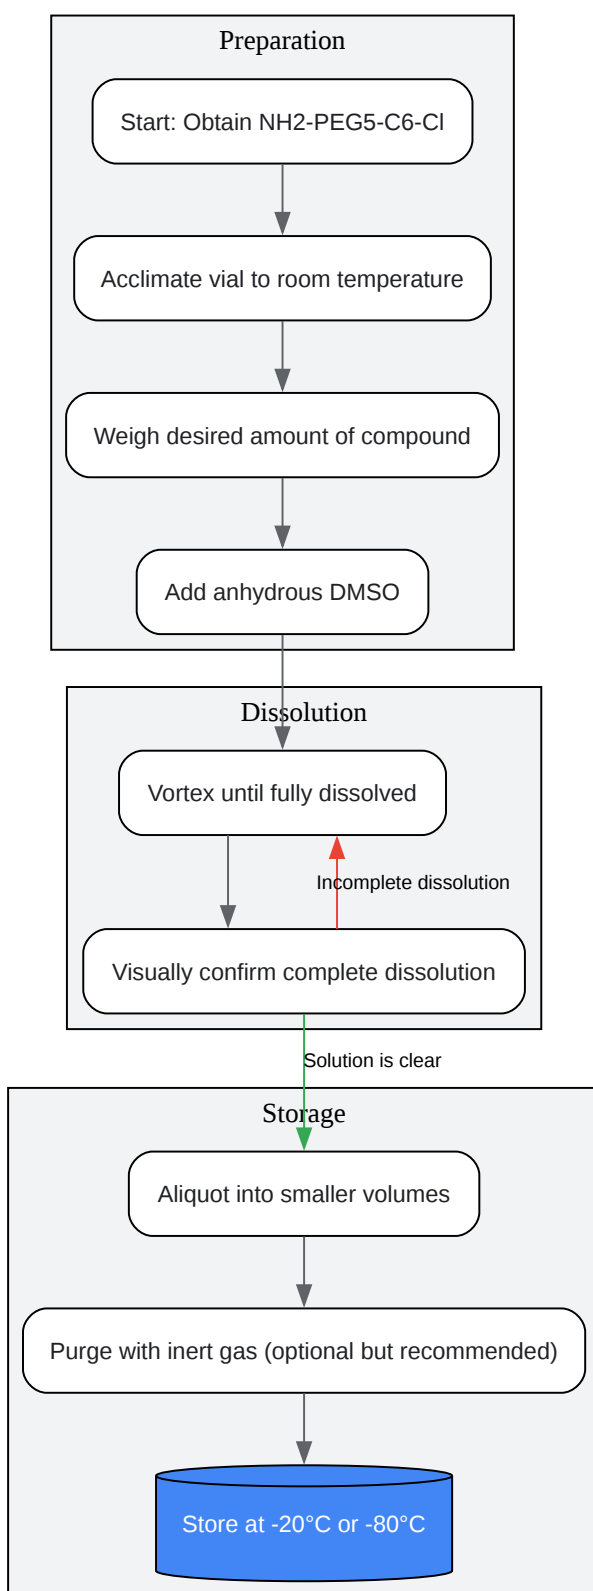 Preparation
Start: Obtain NH2-PEG5-C6-Cl
Acclimate vial to room temperature
Weigh desired amount of compound
Add anhydrous DMSO
Dissolution
Vortex until fully dissolved
Incomplete dissolution
Visually confirm complete dissolution
Solution is clear
Storage
Aliquot into smaller volumes
Purge with inert gas (optional but recommended)
Store at -20°C or -80°C